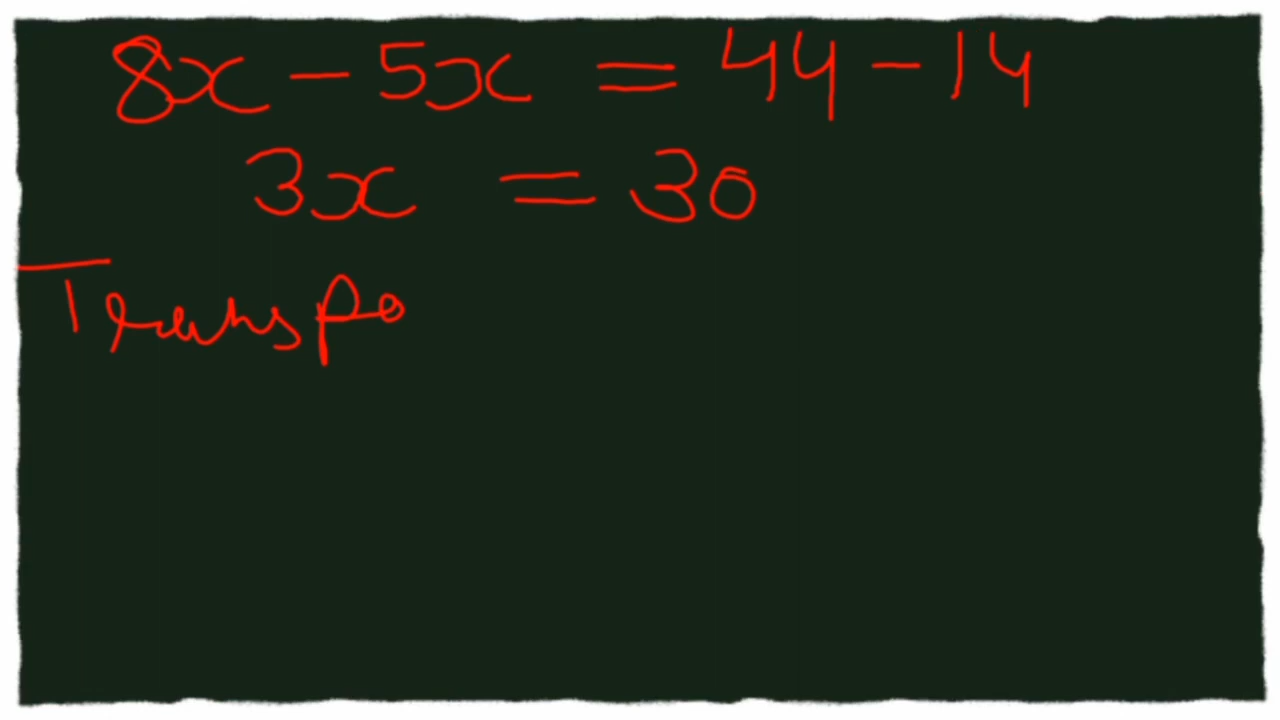 8x - 5x = 44 - 14
3x = 30
Transpo